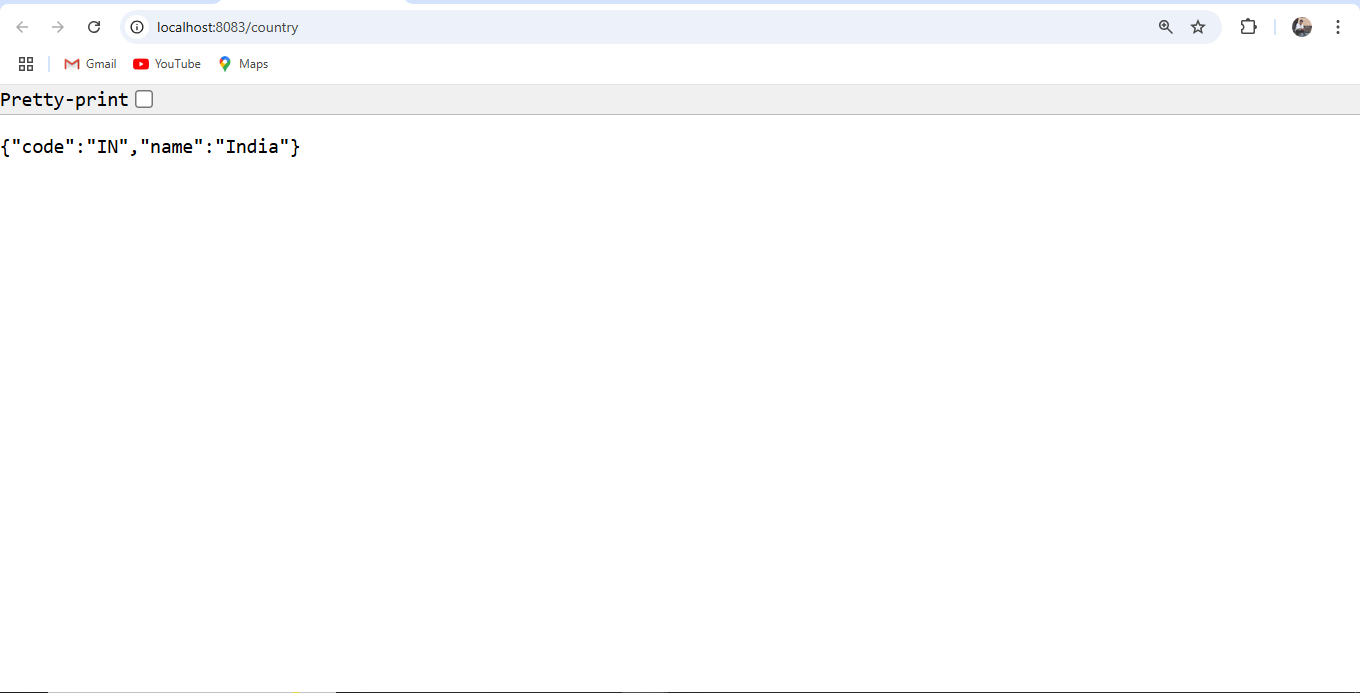 localhost:8083/country
Gmail YouTube Maps
Pretty-print
{"code":"IN","name":"India"}